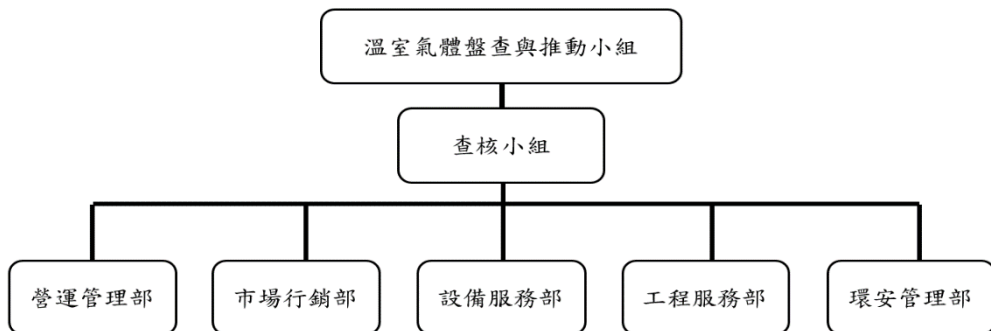 溫室氣體盤查與推動小組
查核小組
營運管理部
市場行銷部
設備服務部
工程服務部
環安管理部